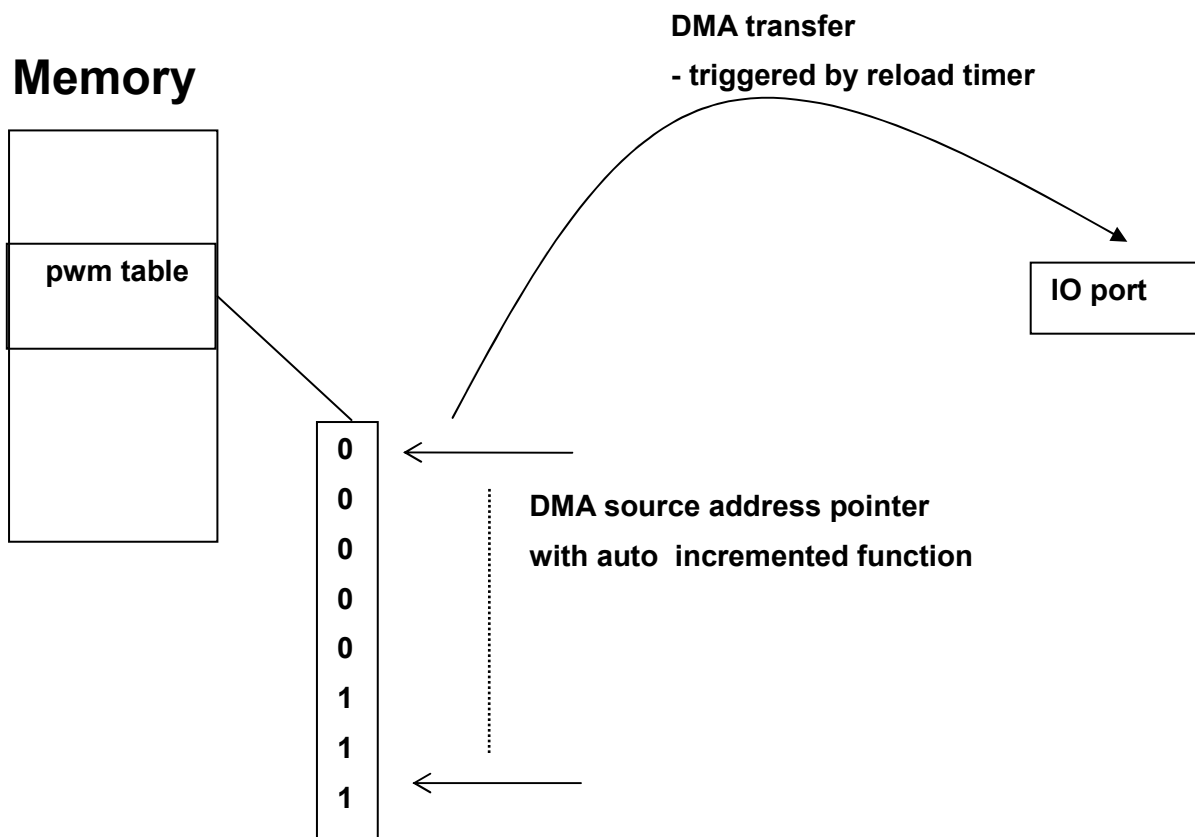 DMA transfer
- triggered by reload timer
Memory
pwm table
IO port
0
0
0
0
0
1
1
1
DMA source address pointer
with auto incremented function